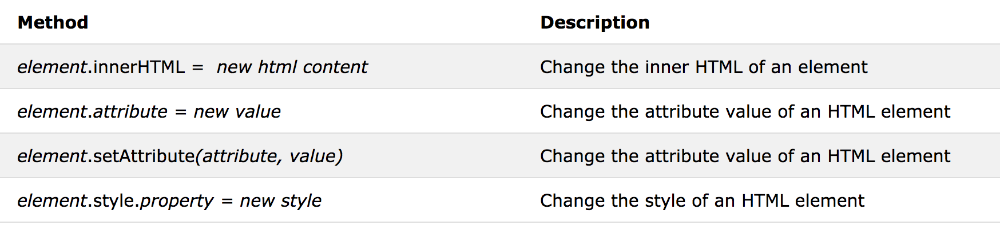 Method Description
element.innerHTML =  new html content Change the inner HTML of an element
element.attribute = new value Change the attribute value of an HTML element
element.setAttribute(attribute, value) Change the attribute value of an HTML element
element.style.property = new style Change the style of an HTML element